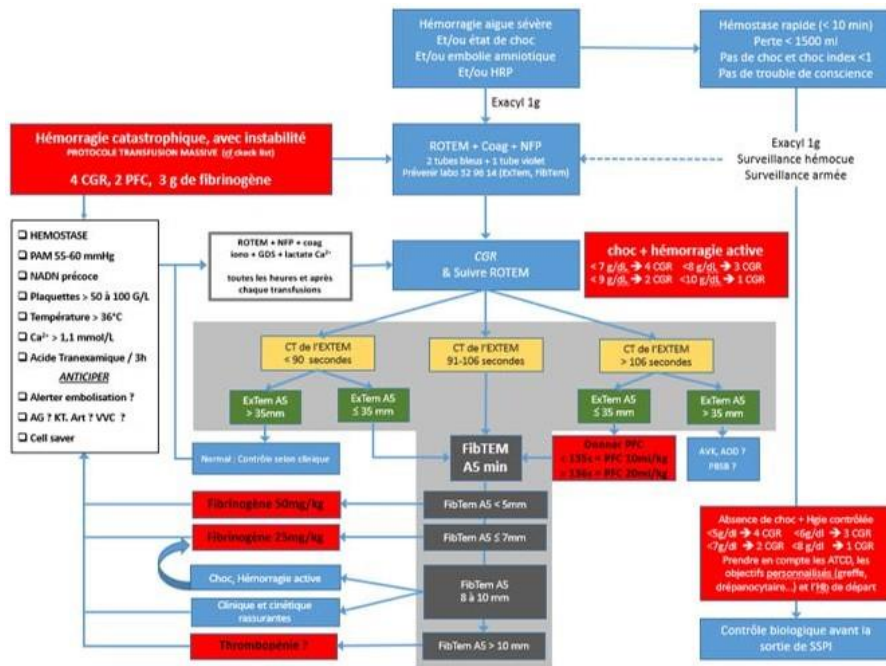 Hémorragie aigue sévère
Et/ou état de choc
Et/ou embolie amniotique
Et/ou HRP
Hémostase rapide (< 10 min)
Perte < 1500 ml
Pas de choc et choc index <1
Pas de trouble de conscience
Exacyl 1g
Hémorragie catastrophique, avec instabilité
PROTOCOLE TRANSFUSION MASSIVE (cf check list)
4 CGR, 2 PFC, 3 g de fibrinogène
ROTEM + Coag + NFP
2 tubes bleus + 1 tube violet
Prévenir labo 52 96 14 (ExTem, FibTem)
Exacyl 1g
Surveillance hémocue
Surveillance armée
❑ HEMOSTASE
❑ PAM 55-60 mmHg
❑ NADN précoce
❑ Plaquettes > 50 à 100 G/L
❑ Température > 36°C
❑ Ca²⁺ > 1,1 mmol/L
❑ Acide Tranexamique / 3h
ANTICIPER
❑ Alerter embolisation ?
❑ AG ? KT. Art ? VVC ?
❑ Cell saver
ROTEM + NFP + coag
iono + GDS + lactate Ca²⁺
toutes les heures et après
chaque transfusions
CGR
& Suivre ROTEM
choc + hémorragie active
< 7 g/dL → 4 CGR <8 g/dL → 3 CGR
< 9 g/dL → 2 CGR <10 g/dL → 1 CGR
CT de l'EXTEM
< 90 secondes
CT de l'EXTEM
91-106 secondes
CT de l'EXTEM
> 106 secondes
ExTem A5
> 35mm
ExTem A5
≤ 35 mm
ExTem A5
≤ 35 mm
ExTem A5
> 35 mm
Normal : Contrôle selon clinique
FibTEM
A5 min
Donner PFC
< 135s = PFC 10ml/kg
> 136s = PFC 20ml/kg
AVK, AOD ?
PBSB ?
Fibrinogène 50mg/kg
FibTem A5 < 5mm
Fibrinogène 25mg/kg
FibTem A5 ≤ 7mm
Choc, Hémorragie active
FibTem A5
8 à 10 mm
Clinique et cinétique
rassurantes
Thrombopénie ?
FibTem A5 > 10 mm
Absence de choc + Hgie contrôlée
<5g/dl → 4 CGR <6g/dl → 3 CGR
<7g/dl → 2 CGR <8 g/dl → 1 CGR
Prendre en compte les ATCD, les
objectifs personnalisés (greffe,
drépanocytaire...) et l'Hb de départ
Contrôle biologique avant la
sortie de SSPI